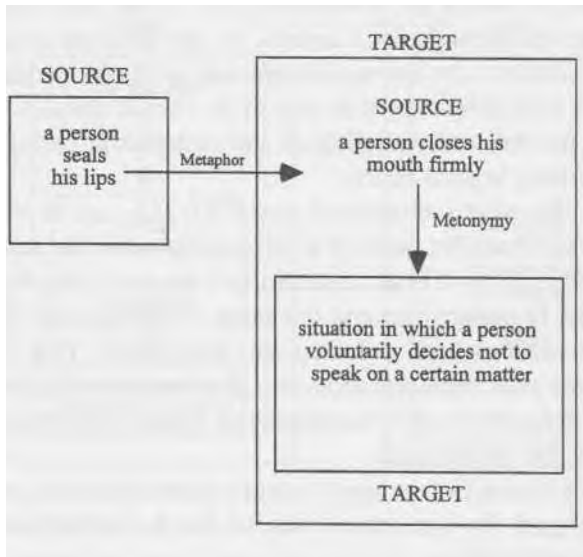 TARGET
SOURCE
a person
seals
his lips
Metaphor
SOURCE
a person closes his
mouth firmly
Metonymy
situation in which a person
voluntarily decides not to
speak on a certain matter
TARGET